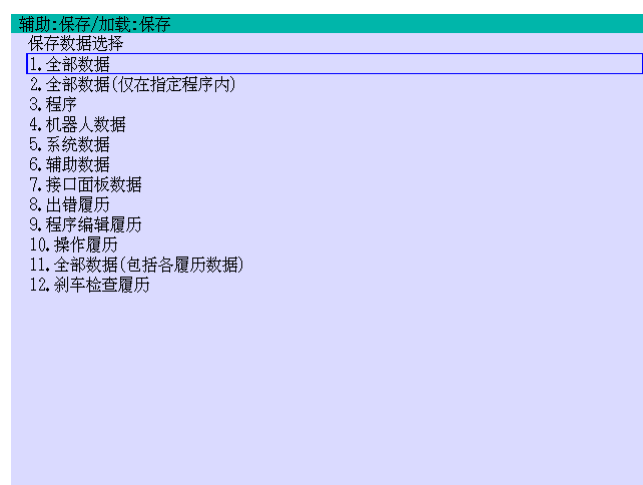 辅助:保存/加载:保存
保存数据选择
1.全部数据
2.全部数据(仅在指定程序内)
3.程序
4.机器人数据
5.系统数据
6.辅助数据
7.接口面板数据
8.出错履历
9.程序编辑履历
10.操作履历
11.全部数据(包括各履历数据)
12.刹车检查履历